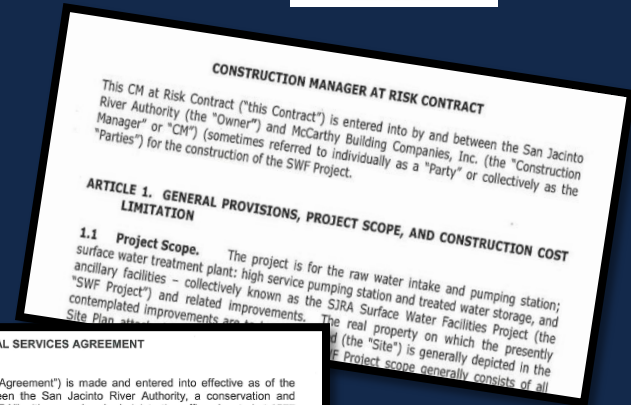 CONSTRUCTION MANAGER AT RISK CONTRACT
This CM at Risk Contract ("this Contract") is entered into by and between the San Jacinto
River Authority (the "Owner") and McCarthy Building Companies, Inc. (the "Construction
Manager" or "CM") (sometimes referred to individually as a "Party" or collectively as the
"Parties") for the construction of the SWF Project.
ARTICLE 1. GENERAL PROVISIONS, PROJECT SCOPE, AND CONSTRUCTION COST
LIMITATION
1.1 Project Scope. The project is for the raw water intake and pumping station;
surface water treatment plant: high service pumping station and treated water storage, and
ancillary facilities – collectively known as the SJRA Surface Water Facilities Project (the
"SWF Project") and related improvements. The real property on which the presently
contemplated improvements are to (the "Site") is generally depicted in the
Site Plan Project scope generally consists of all
AL SERVICES AGREEMENT
Agreement") is made and entered into effective as of the
the San Jacinto River Authority, a conservation and